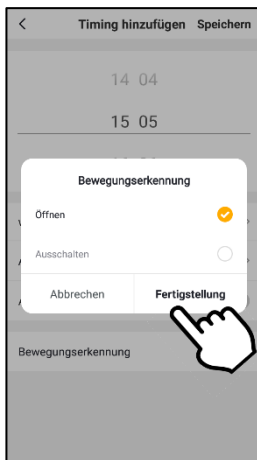 Timing hinzufügen Speichern
14 04
15 05
Bewegungserkennung
Öffnen
Ausschalten
Abbrechen Fertigstellung
Bewegungserkennung